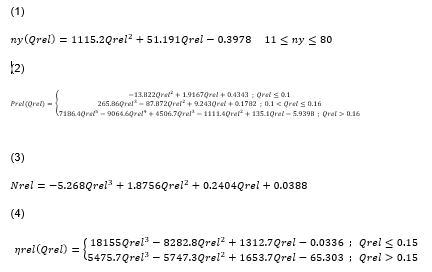 (1)
ηy(Qrel) = 1115.2Qrel² + 51.191Qrel − 0.3978 11 ≤ ηy ≤ 80
(2)
Prel(Qrel) = {
−13.822Qrel² + 1.9167Qrel + 0.4343 ; Qrel ≤ 0.1
265.86Qrel³ − 87.872Qrel² + 9.243Qrel + 0.1782 ; 0.1 < Qrel ≤ 0.16
7186.4Qrel⁵ − 9064.6Qrel⁴ + 4506.7Qrel³ − 1111.4Qrel² + 135.1Qrel − 5.9398 ; Qrel > 0.16
(3)
Nrel = −5.268Qrel³ + 1.8756Qrel² + 0.2404Qrel + 0.0388
(4)
ηrel(Qrel) = {
18155Qrel³ − 8282.8Qrel² + 1312.7Qrel − 0.0336 ; Qrel ≤ 0.15
5475.7Qrel³ − 5747.3Qrel² + 1653.7Qrel − 65.303 ; Qrel > 0.15